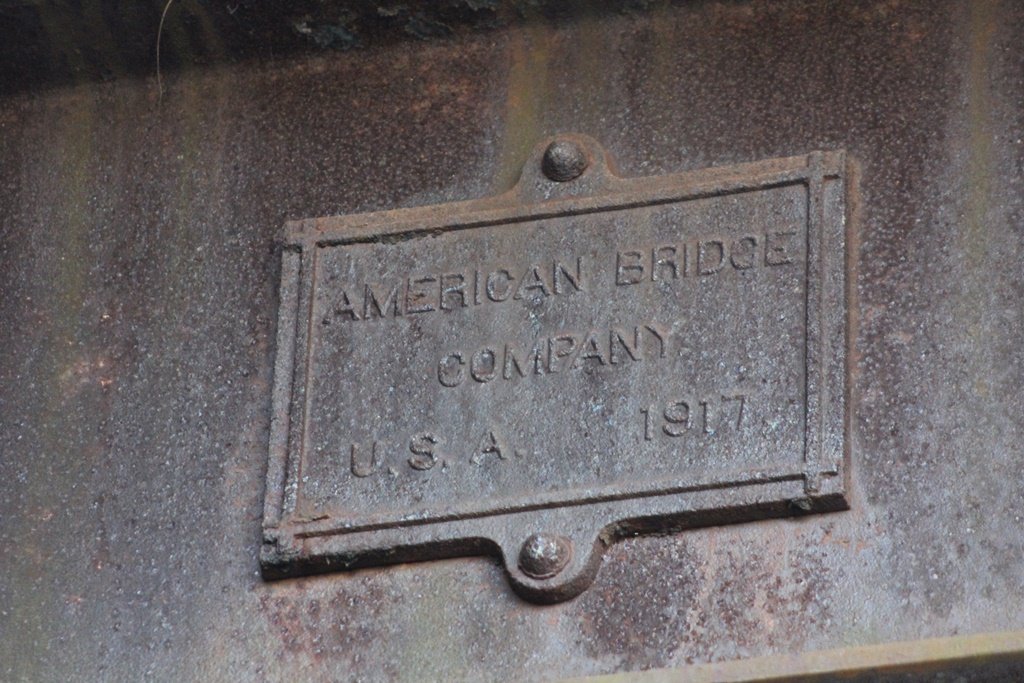 AMERICAN BRIDGE
COMPANY.
U.S.A. 1917